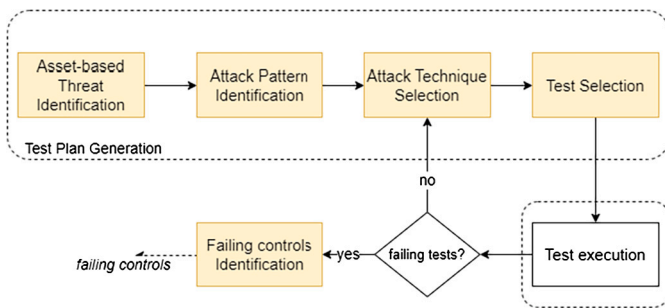 Asset-based
Threat
Identification
Attack Pattern
Identification
Attack Technique
Selection
Test Selection
Test Plan Generation
no
failing controls
Failing controls
Identification
yes
failing tests?
Test execution